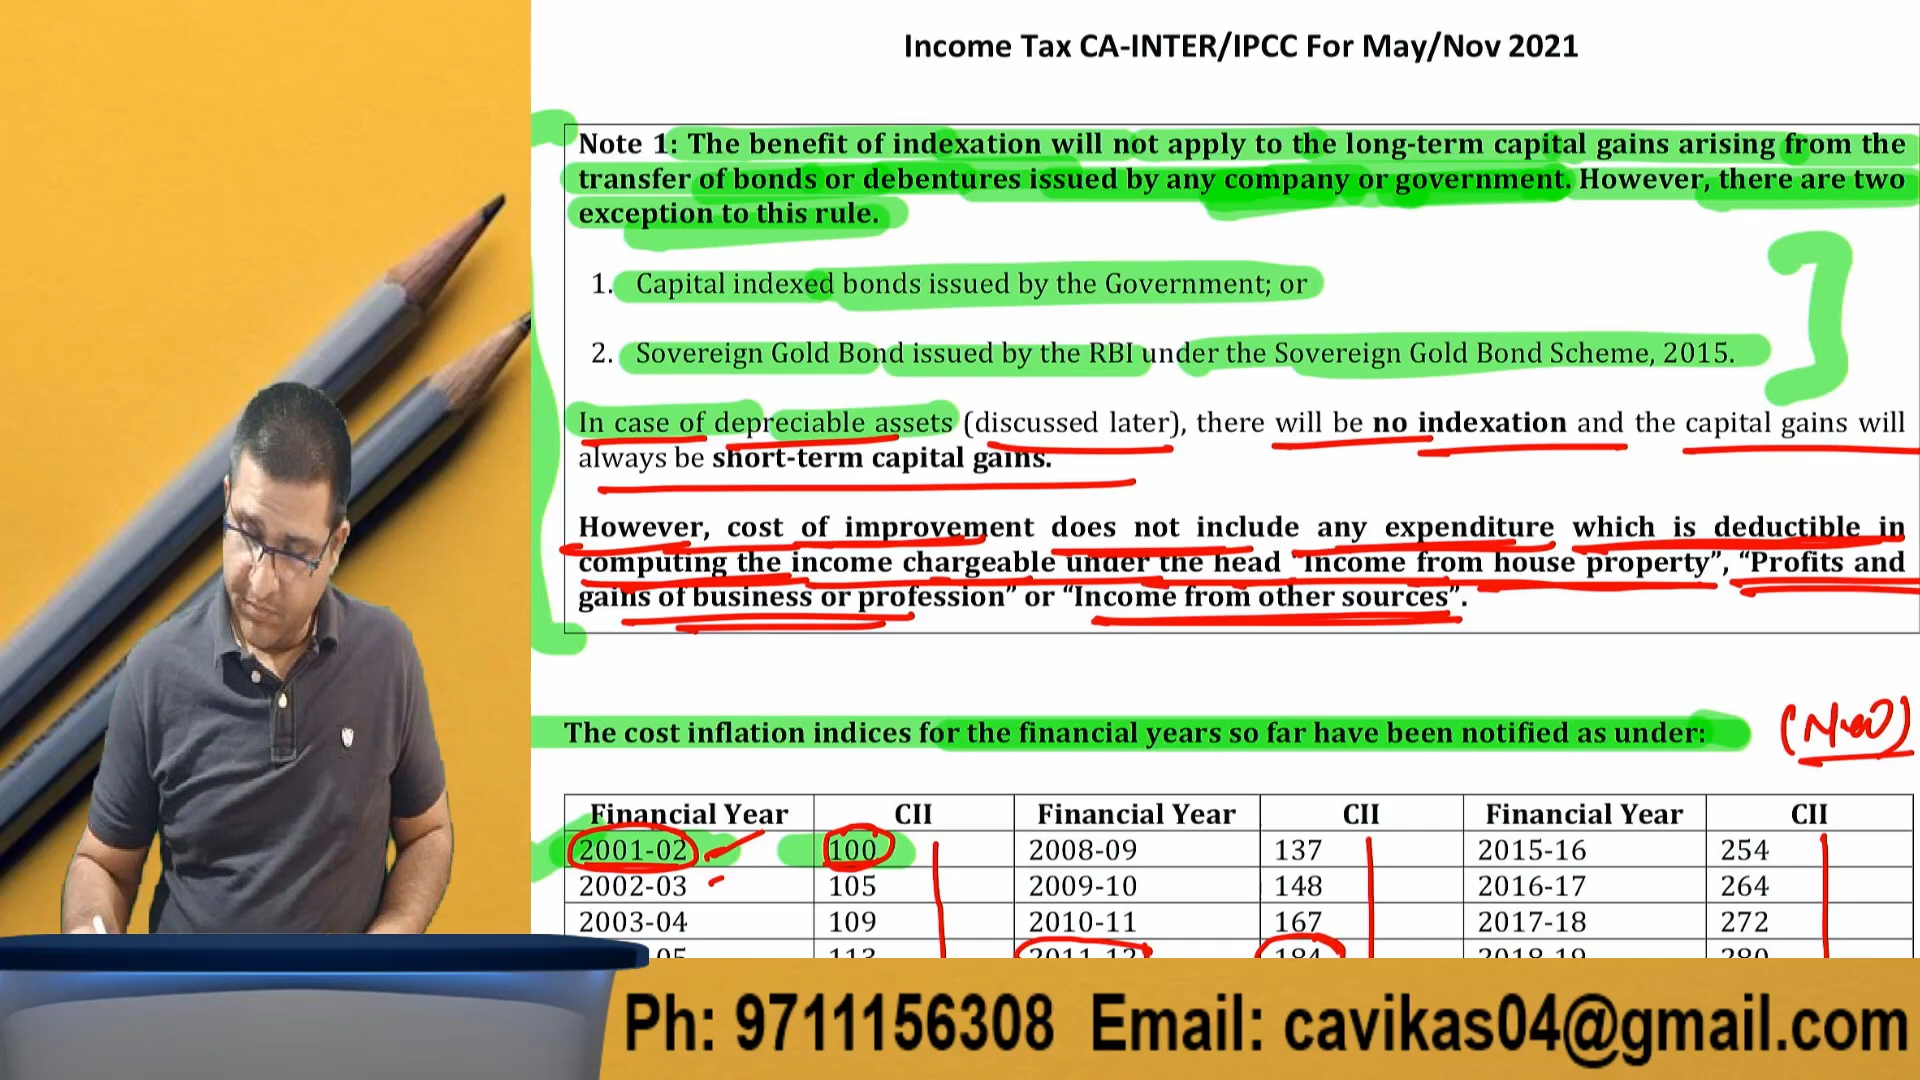 Income Tax CA-INTER/IPCC For May/Nov 2021
Note 1: The benefit of indexation will not apply to the long-term capital gains arising from the
transfer of bonds or debentures issued by any company or government. However, there are two
exception to this rule.
1. Capital indexed bonds issued by the Government; or
2. Sovereign Gold Bond issued by the RBI under the Sovereign Gold Bond Scheme, 2015.
In case of depreciable assets (discussed later), there will be no indexation and the capital gains will
always be short-term capital gains.
However, cost of improvement does not include any expenditure which is deductible in
computing the income chargeable under the head “Income from house property”, “Profits and
gains of business or profession” or “Income from other sources”.
The cost inflation indices for the financial years so far have been notified as under:
Financial Year CII Financial Year CII Financial Year CII
2001-02 100 2008-09 137 2015-16 254
2002-03 105 2009-10 148 2016-17 264
2003-04 109 2010-11 167 2017-18 272
05 113 2011-12 184 2018-19 280
Ph: 9711156308 Email: cavikas04@gmail.com